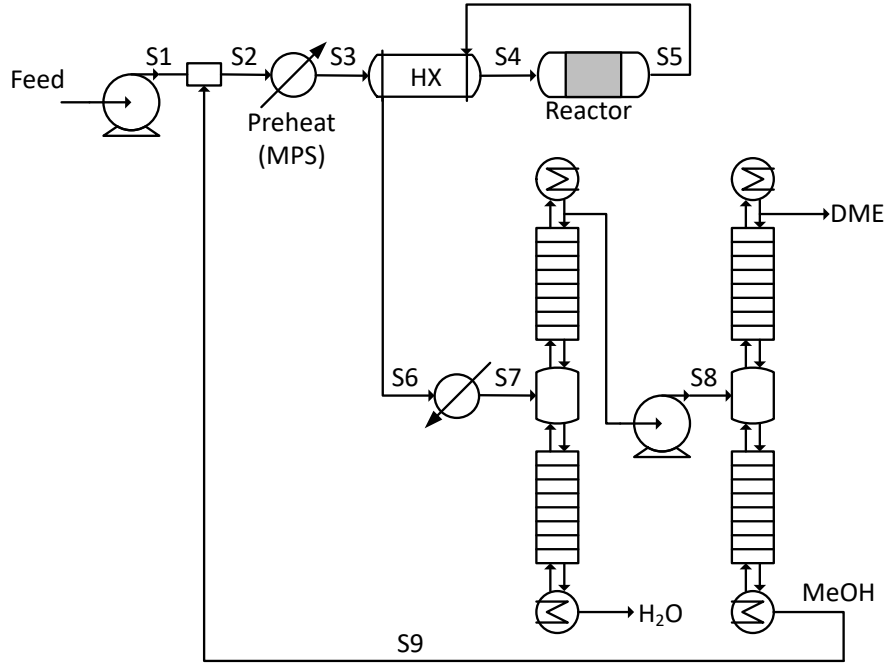 S1
S2
S3
S4
S5
Feed
HX
Preheat
(MPS)
Reactor
DME
S6
S7
S8
MeOH
H₂O
S9